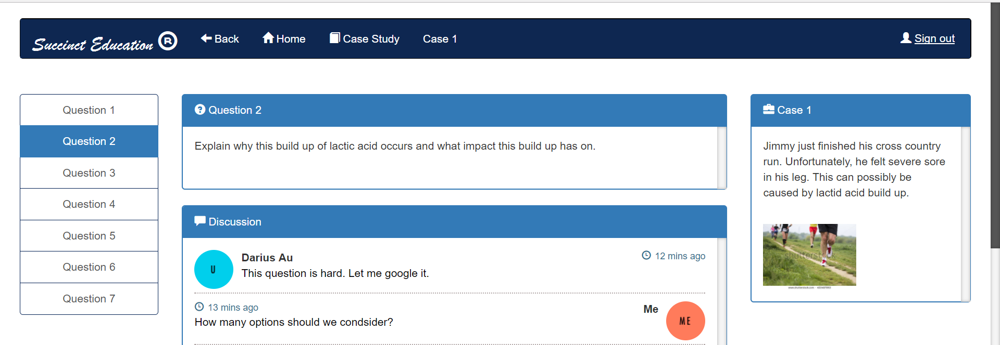 Succinct Education ®
Back
Home
Case Study
Case 1
Sign out
Question 1
Question 2
Question 3
Question 4
Question 5
Question 6
Question 7
Question 2
Explain why this build up of lactic acid occurs and what impact this build up has on.
Discussion
U
Darius Au
12 mins ago
This question is hard. Let me google it.
13 mins ago
Me
ME
How many options should we condsider?
Case 1
Jimmy just finished his cross country
run. Unfortunately, he felt severe sore
in his leg. This can possibly be
caused by lactid acid build up.
shutterstock